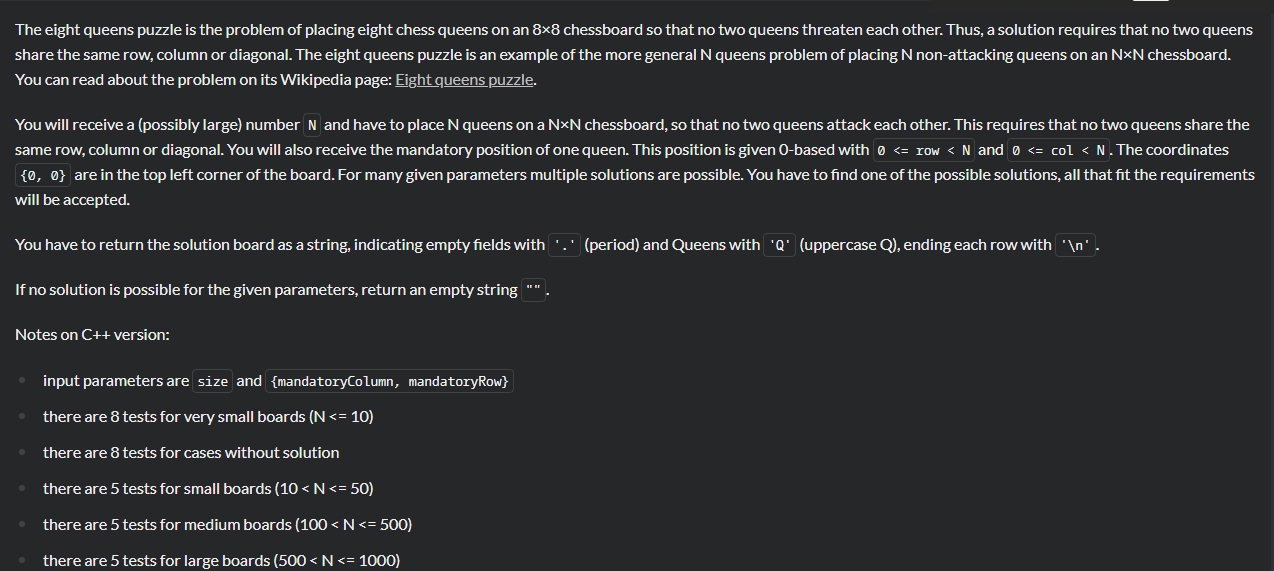 The eight queens puzzle is the problem of placing eight chess queens on an 8×8 chessboard so that no two queens threaten each other. Thus, a solution requires that no two queens
share the same row, column or diagonal. The eight queens puzzle is an example of the more general N queens problem of placing N non-attacking queens on an N×N chessboard.
You can read about the problem on its Wikipedia page: Eight queens puzzle.
You will receive a (possibly large) number N and have to place N queens on a N×N chessboard, so that no two queens attack each other. This requires that no two queens share the
same row, column or diagonal. You will also receive the mandatory position of one queen. This position is given 0-based with 0 <= row < N and 0 <= col < N. The coordinates
{0, 0} are in the top left corner of the board. For many given parameters multiple solutions are possible. You have to find one of the possible solutions, all that fit the requirements
will be accepted.
You have to return the solution board as a string, indicating empty fields with '.' (period) and Queens with 'Q' (uppercase Q), ending each row with '\n'.
If no solution is possible for the given parameters, return an empty string "".
Notes on C++ version:
input parameters are size and {mandatoryColumn, mandatoryRow}
there are 8 tests for very small boards (N <= 10)
there are 8 tests for cases without solution
there are 5 tests for small boards (10 < N <= 50)
there are 5 tests for medium boards (100 < N <= 500)
there are 5 tests for large boards (500 < N <= 1000)